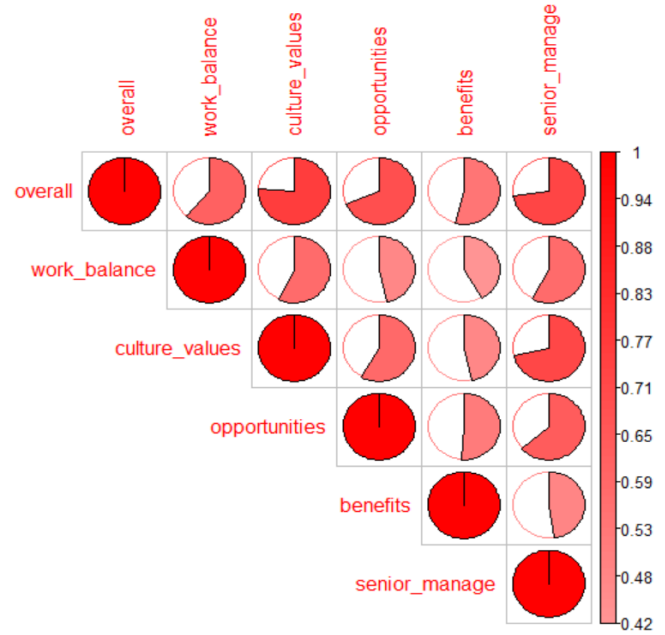 overall
work_balance
culture_values
opportunities
benefits
senior_manage
overall
work_balance
culture_values
opportunities
benefits
senior_manage
1
0.94
0.88
0.83
0.77
0.71
0.65
0.59
0.53
0.48
0.42